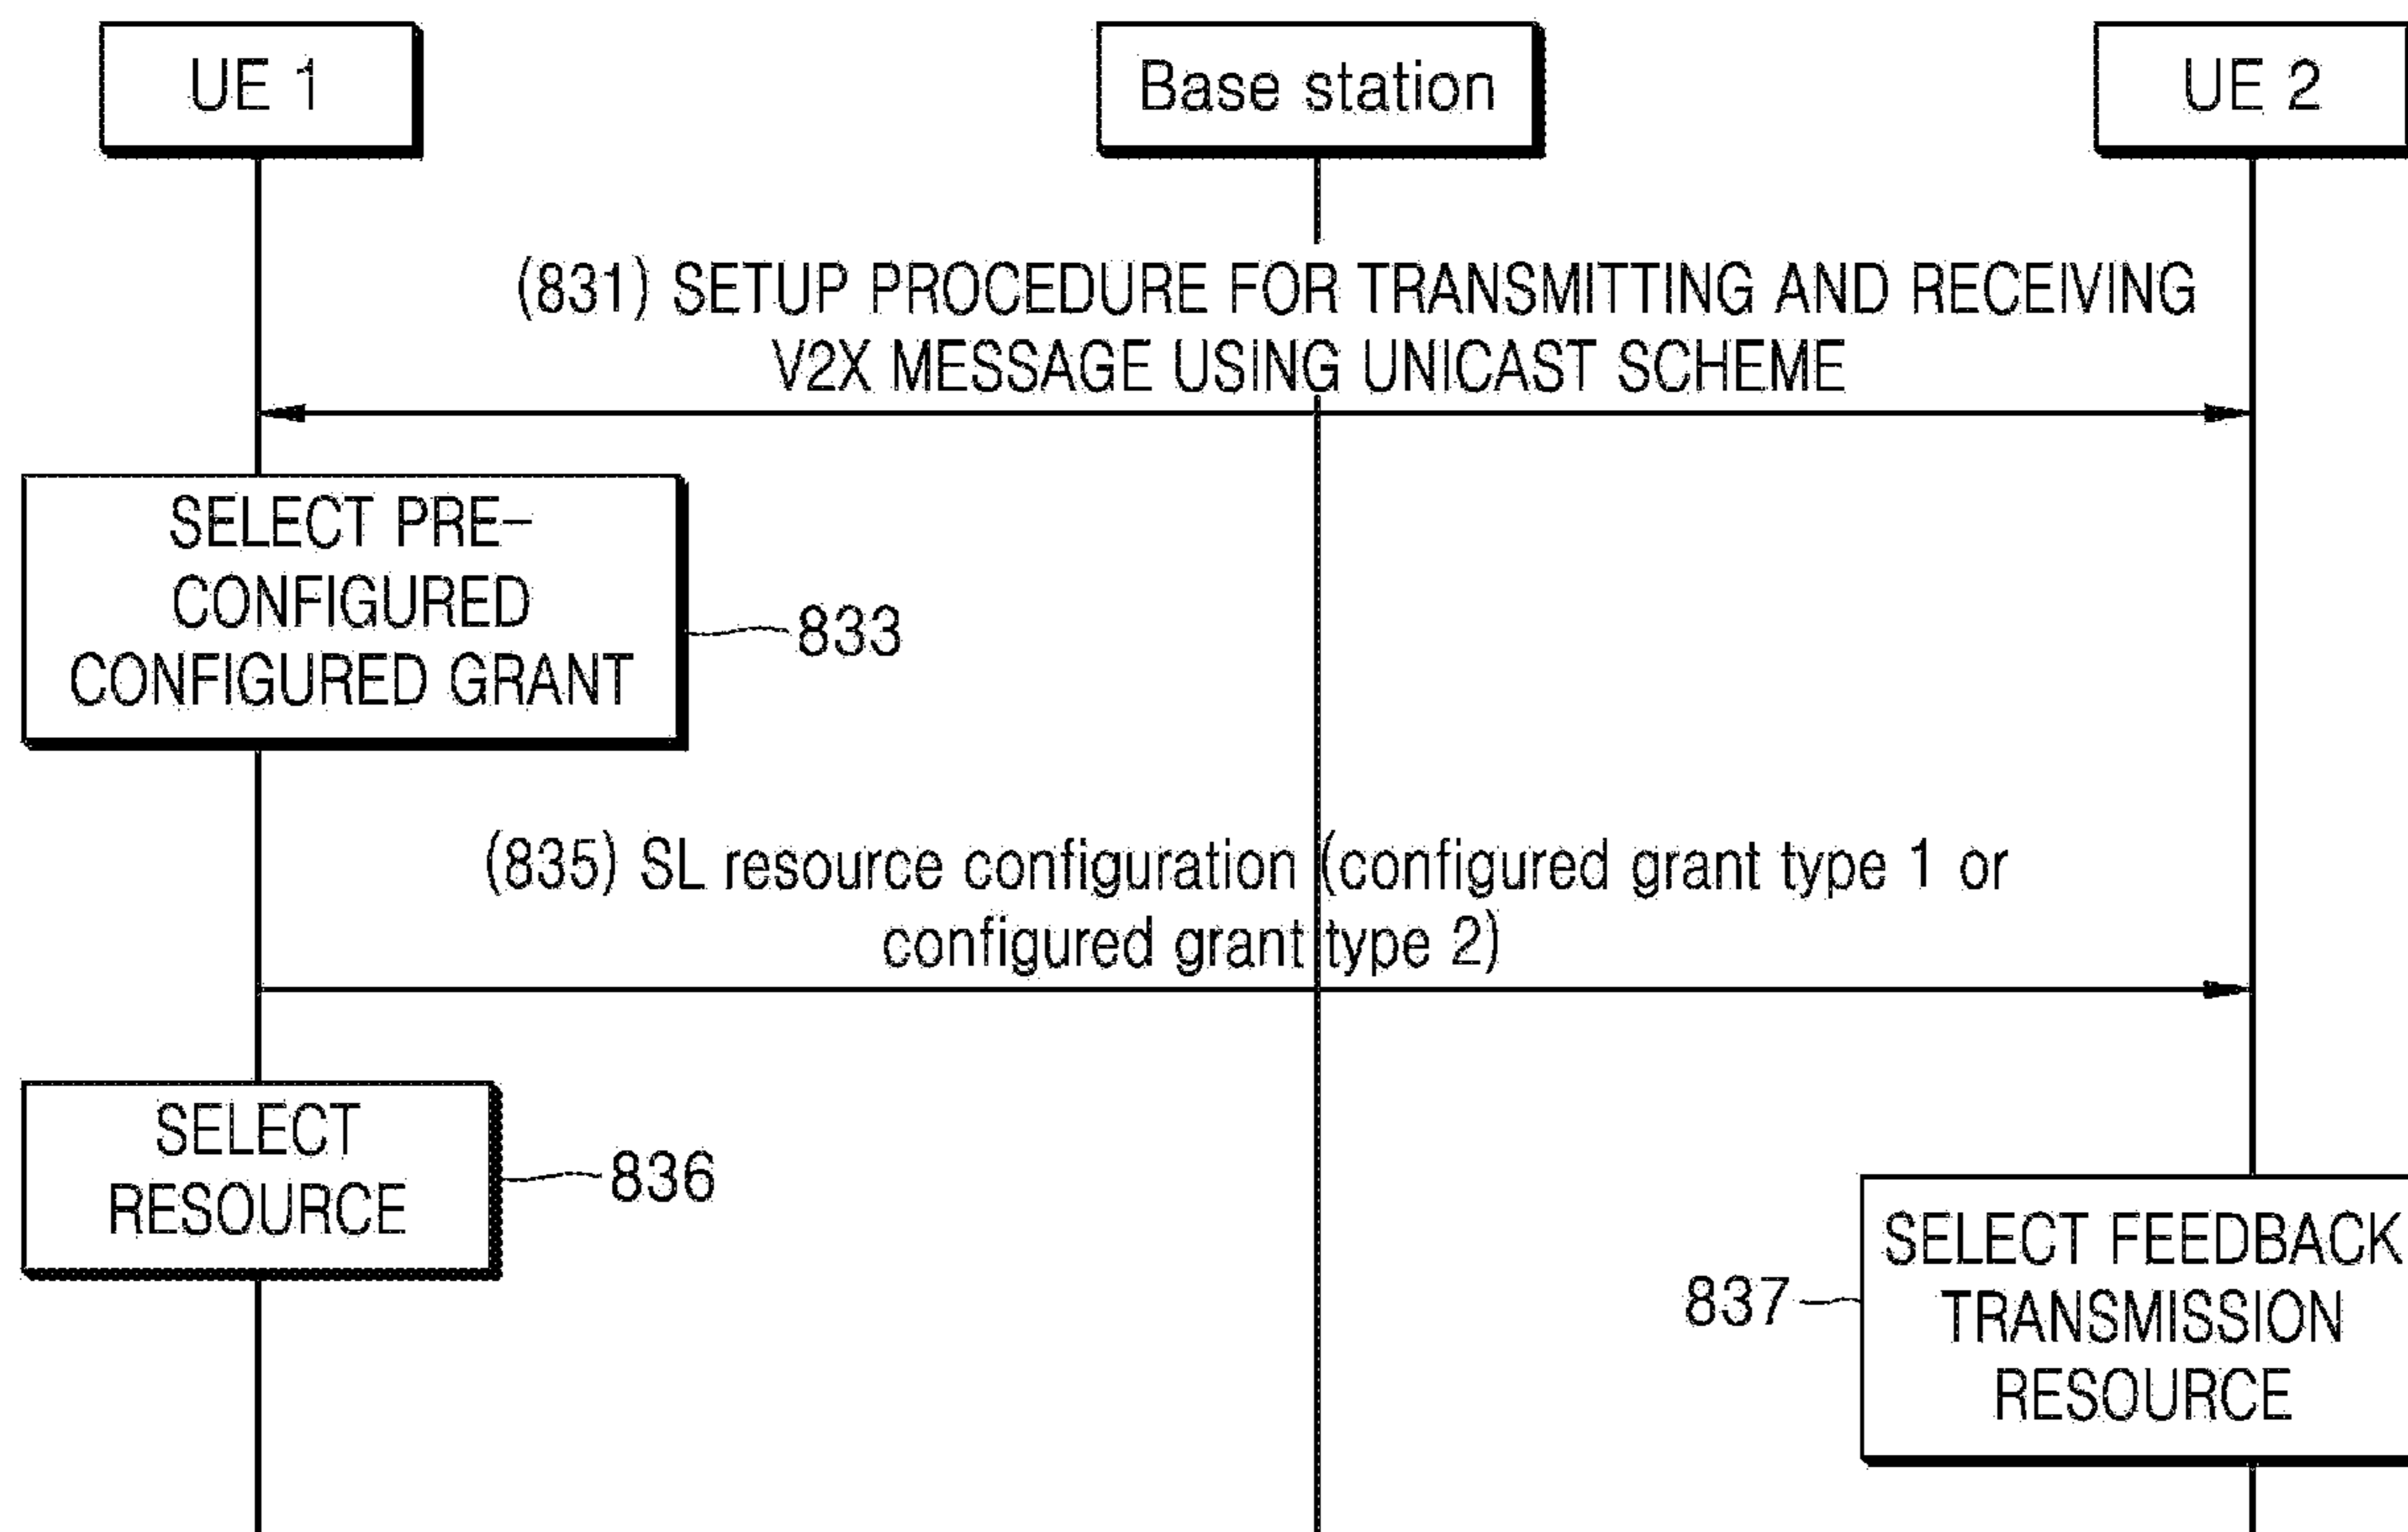 UE 1
Base station
UE 2
(831) SETUP PROCEDURE FOR TRANSMITTING AND RECEIVING
V2X MESSAGE USING UNICAST SCHEME
SELECT PRE-
CONFIGURED
CONFIGURED GRANT
833
(835) SL resource configuration (configured grant type 1 or
configured grant type 2)
SELECT
RESOURCE
836
837
SELECT FEEDBACK
TRANSMISSION
RESOURCE